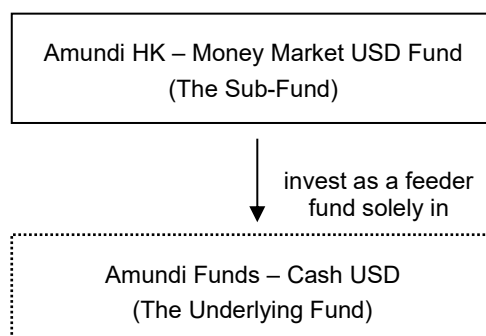 Amundi HK – Money Market USD Fund
(The Sub-Fund)
invest as a feeder
fund solely in
Amundi Funds – Cash USD
(The Underlying Fund)